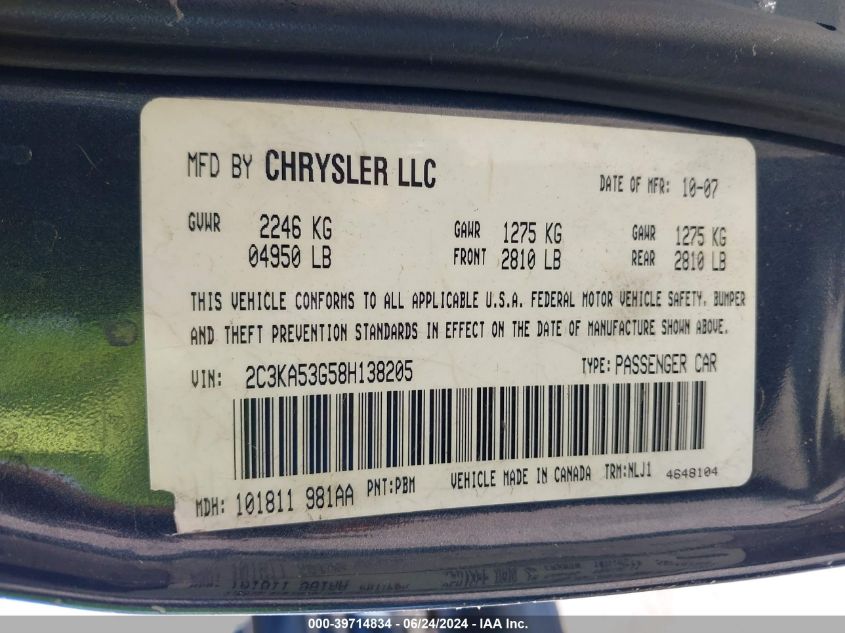 MFD BY CHRYSLER LLC DATE OF MFR: 10-07
GVWR 2246 KG GAWR 1275 KG GAWR 1275 KG
04950 LB FRONT 2810 LB REAR 2810 LB
THIS VEHICLE CONFORMS TO ALL APPLICABLE U.S.A. FEDERAL MOTOR VEHICLE SAFETY, BUMPER
AND THEFT PREVENTION STANDARDS IN EFFECT ON THE DATE OF MANUFACTURE SHOWN ABOVE.
VIN: 2C3KA53G58H138205 TYPE: PASSENGER CAR
MDH: 101811 981AA PNT:PBM VEHICLE MADE IN CANADA TRM:NLJ1 4648104
000-39714834 - 06/24/2024 - IAA, Inc.